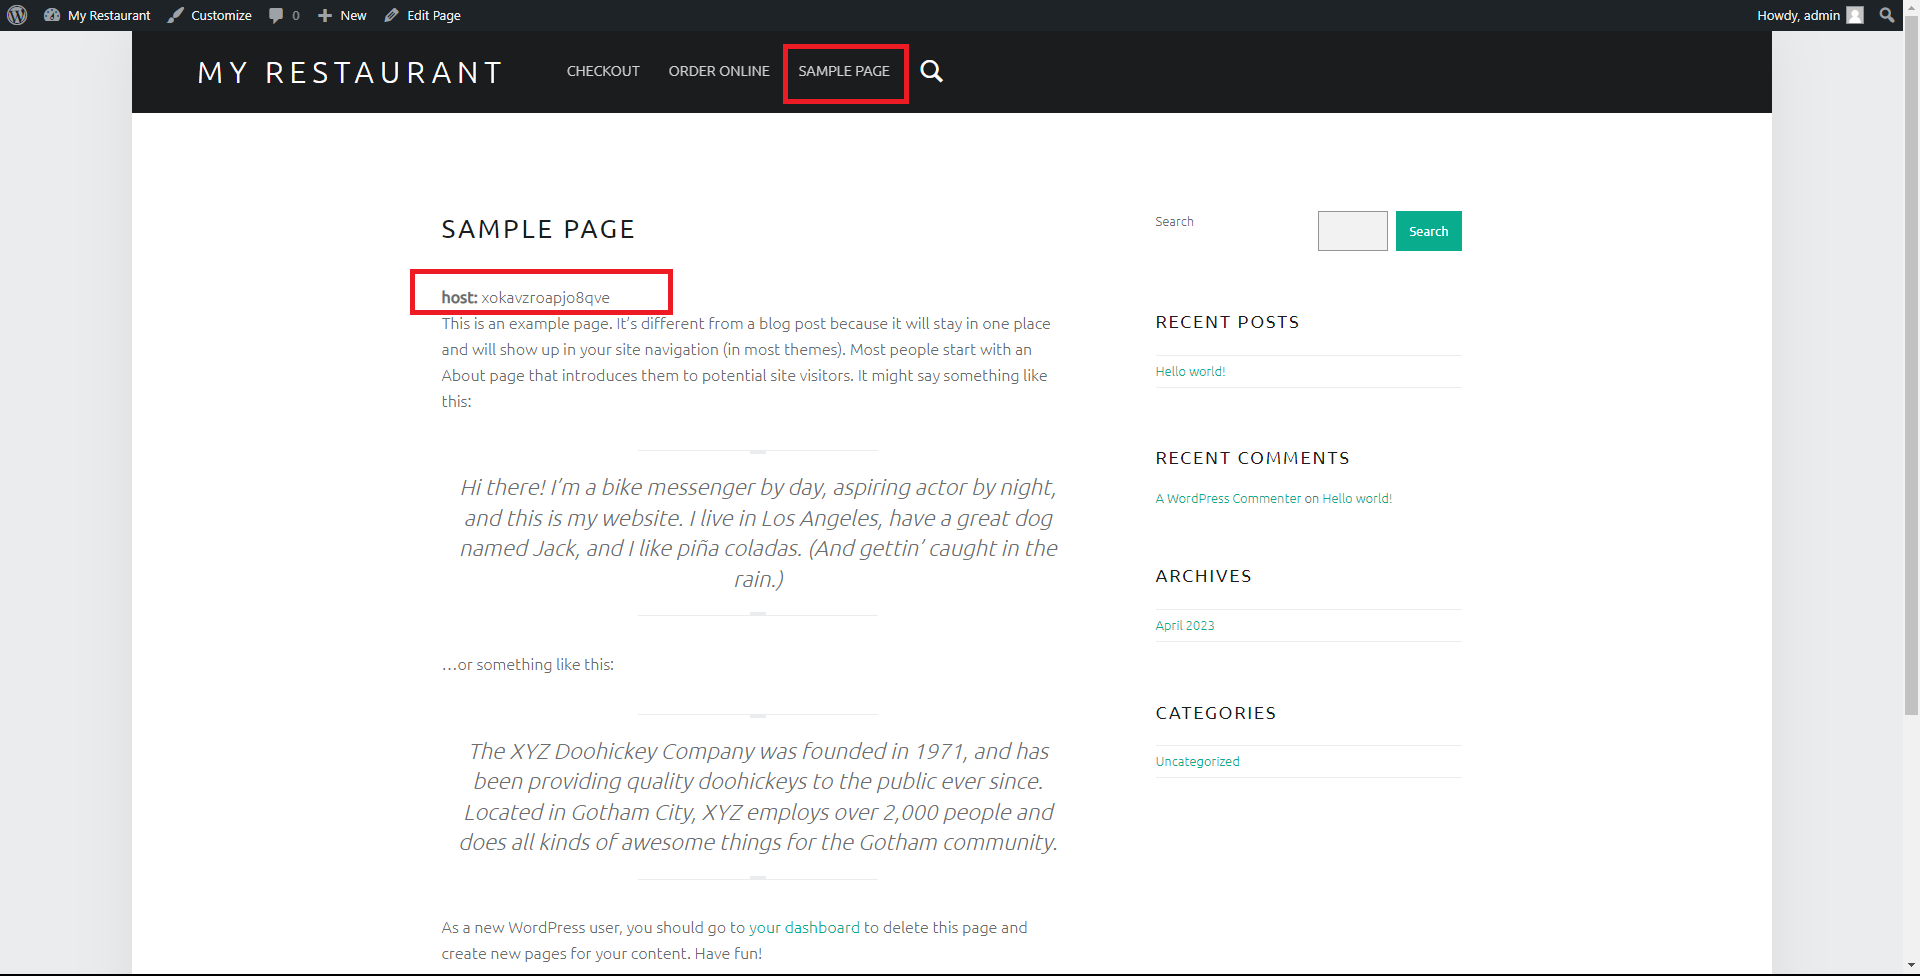 My Restaurant Customize 0 New Edit Page Howdy, admin
MY RESTAURANT CHECKOUT ORDER ONLINE SAMPLE PAGE
SAMPLE PAGE
host: xokavzroapjo8qve
This is an example page. It’s different from a blog post because it will stay in one place
and will show up in your site navigation (in most themes). Most people start with an
About page that introduces them to potential site visitors. It might say something like
this:
Hi there! I’m a bike messenger by day, aspiring actor by night,
and this is my website. I live in Los Angeles, have a great dog
named Jack, and I like piña coladas. (And gettin’ caught in the
rain.)
…or something like this:
The XYZ Doohickey Company was founded in 1971, and has
been providing quality doohickeys to the public ever since.
Located in Gotham City, XYZ employs over 2,000 people and
does all kinds of awesome things for the Gotham community.
As a new WordPress user, you should go to your dashboard to delete this page and
create new pages for your content. Have fun!
Search Search
RECENT POSTS
Hello world!
RECENT COMMENTS
A WordPress Commenter on Hello world!
ARCHIVES
April 2023
CATEGORIES
Uncategorized